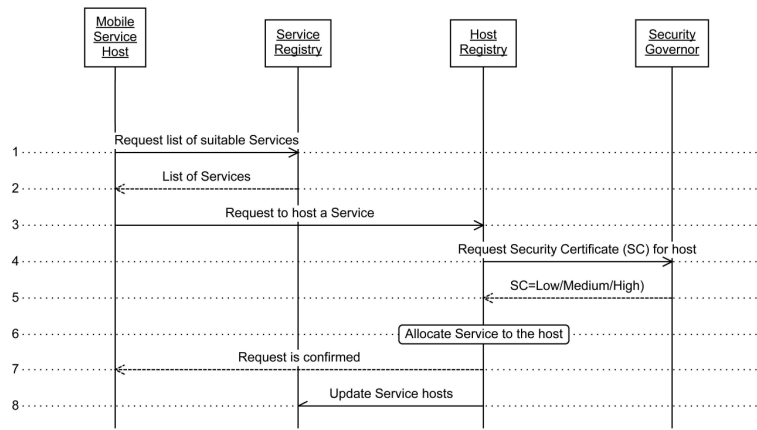 Mobile
Service
Host
Service
Registry
Host
Registry
Security
Governor
Request list of suitable Services
1
List of Services
2
Request to host a Service
3
Request Security Certificate (SC) for host
4
SC=Low/Medium/High)
5
Allocate Service to the host
6
Request is confirmed
7
Update Service hosts
8